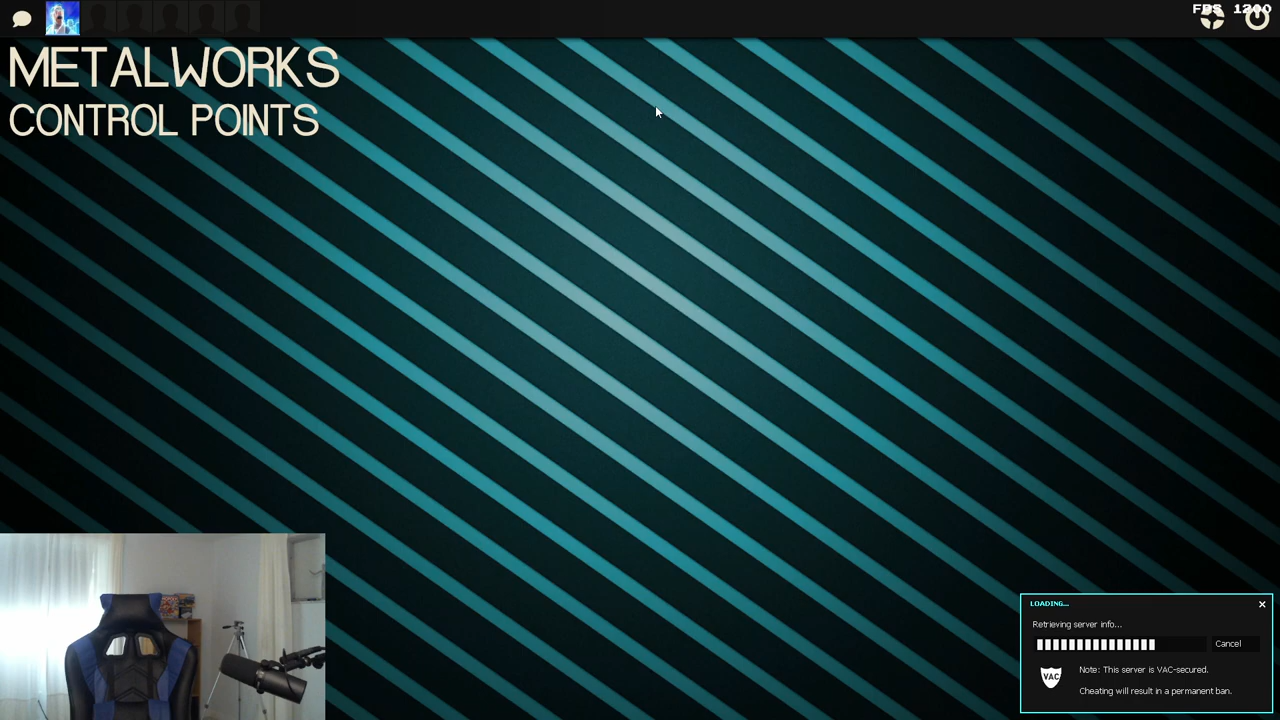 FPS 1200
METALWORKS
CONTROL POINTS
LOADING...
Retrieving server info...
Cancel
VAC
Note: This server is VAC-secured.
Cheating will result in a permanent ban.